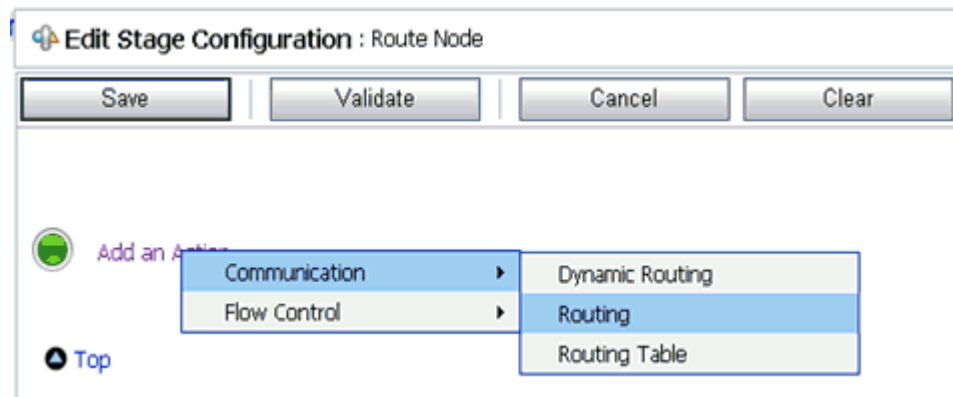 Edit Stage Configuration : Route Node
Save Validate Cancel Clear
Add an Action
Communication Dynamic Routing
Flow Control Routing
Routing Table
Top